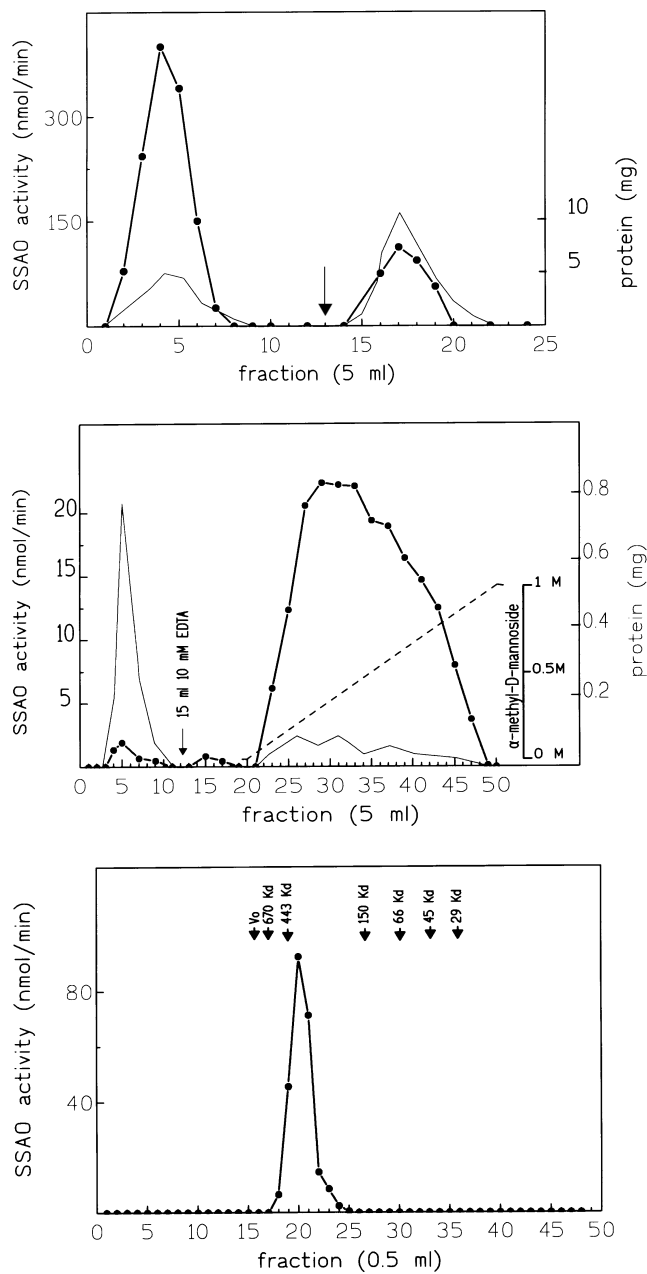 SSAO activity (nmol/min)
300
150
10
5
protein (mg)
0 5 10 15 20 25
fraction (5 ml)
SSAO activity (nmol/min)
20
15
10
5
15 ml 10 mM EDTA
α-methyl-D-mannoside
1 M
0.5M
0 M
0.8
0.6
0.4
0.2
protein (mg)
0 5 10 15 20 25 30 35 40 45 50
fraction (5 ml)
SSAO activity (nmol/min)
80
40
Vo
670 Kd
443 Kd
150 Kd
66 Kd
45 Kd
29 Kd
0 10 15 20 25 30 40 50
fraction (0.5 ml)